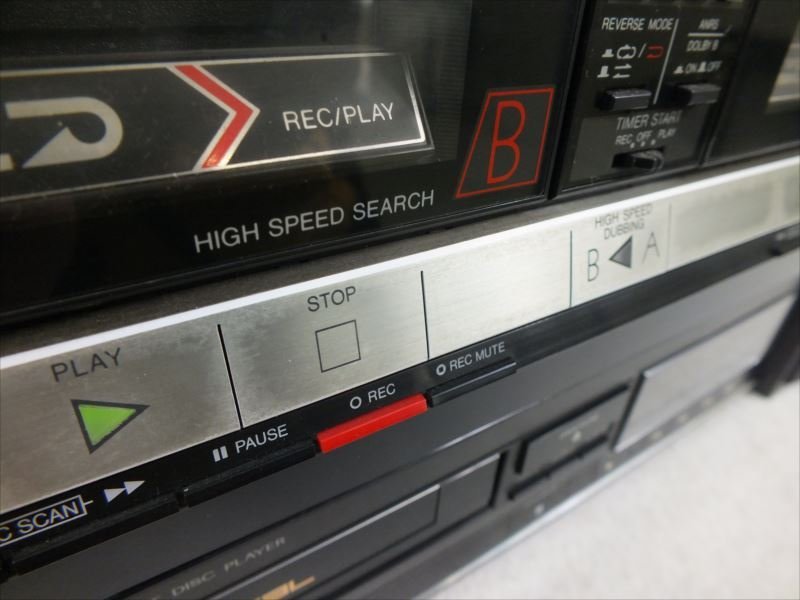 REVERSE MODE
ANRS
DOLBY B
ON OFF
REC/PLAY
B
TIMER START
REC OFF PLAY
HIGH SPEED SEARCH
HIGH SPEED
DUBBING
B A
STOP
PLAY
REC MUTE
REC
PAUSE
C SCAN
DISC PLAYER